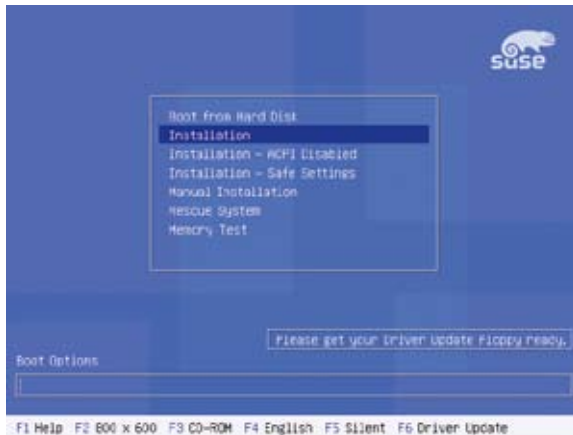 suse
Boot from Hard Disk
Installation
Installation - ACPI Disabled
Installation - Safe Settings
Manual Installation
Rescue System
Memory Test
Please get your Driver Update Floppy ready.
Boot Options
F1 Help F2 800 x 600 F3 CD-ROM F4 English F5 Silent F6 Driver Update